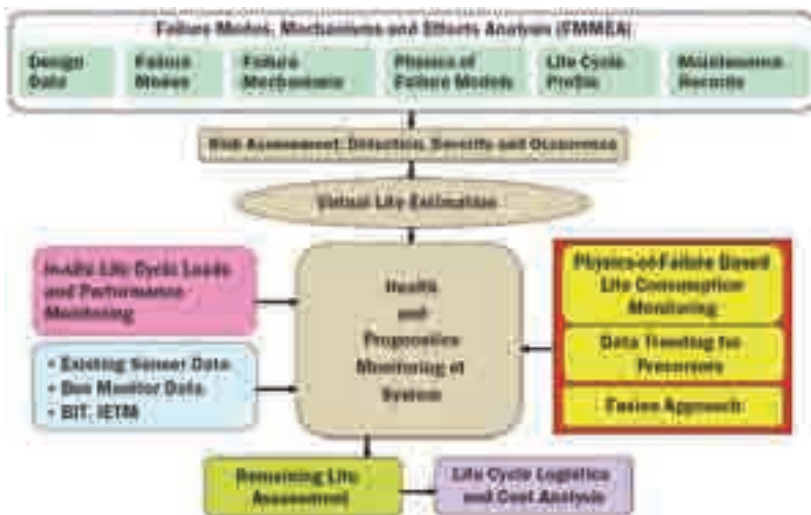 Failure Modes, Mechanisms and Effects Analysis (FMMEA)
Design
Data
Failure
Modes
Failure
Mechanisms
Physics of
Failure Models
Life Cycle
Profile
Maintenance
Records
Risk Assessment: Detection, Severity and Occurrence
Virtual Life Estimation
In-situ Life Cycle Loads
and Performance
Monitoring
• Existing Sensor Data
• Bus Monitor Data
• BIT, IETM
Health
and
Prognostics
Monitoring of
System
Physics-of-Failure Based
Life Consumption
Monitoring
Data Trending for
Precursors
Fusion Approach
Remaining Life
Assessment
Life Cycle Logistics
and Cost Analysis